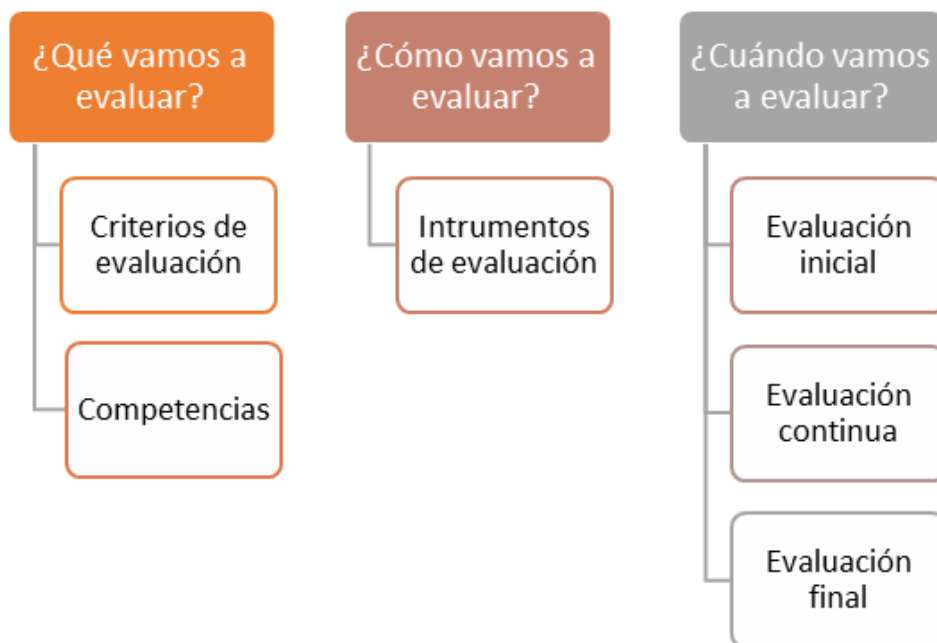 ¿Qué vamos a
evaluar?
Criterios de
evaluación
Competencias
¿Cómo vamos a
evaluar?
Intrumentos
de evaluación
¿Cuándo vamos
a evaluar?
Evaluación
inicial
Evaluación
continua
Evaluación
final